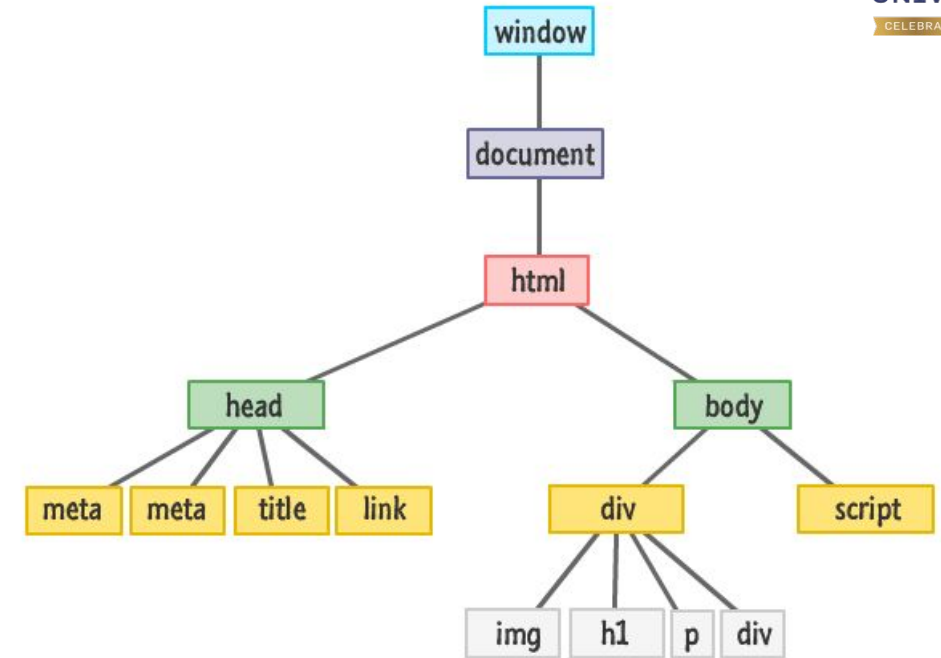 window
CELEBRA
document
html
head
body
meta
meta
title
link
div
script
img
h1
p
div